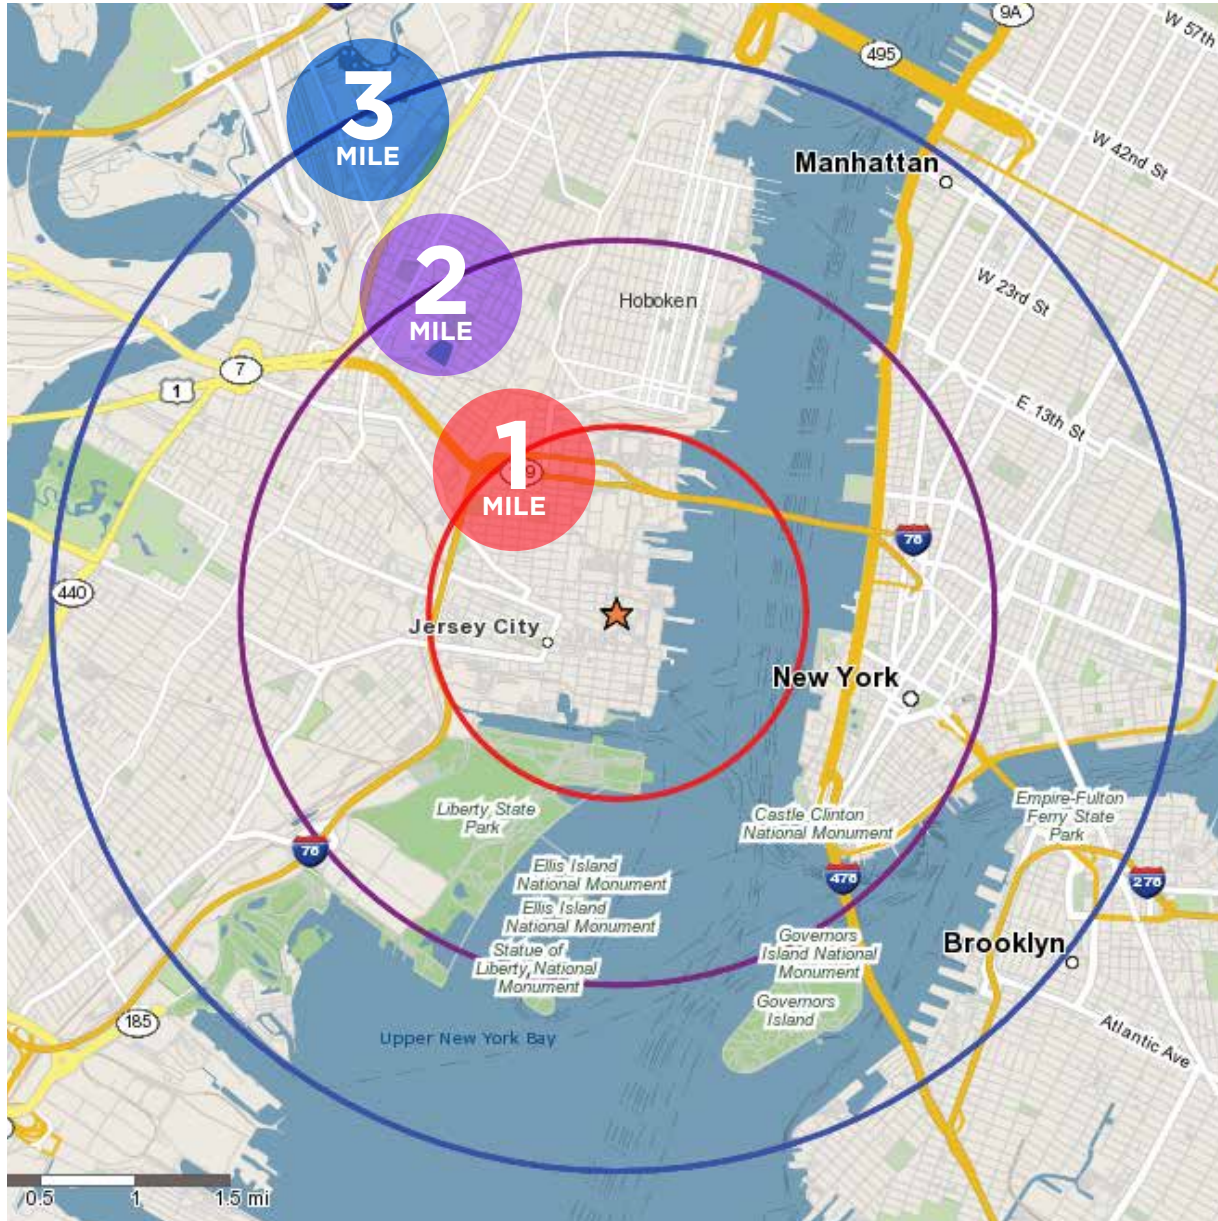 9A
W 57th
495
3
MILE
W 42nd St
Manhattan
2
MILE
W 23rd St
Hoboken
7
1
E 13th St
1
MILE
78
440
Jersey City
New York
Liberty State
Park
Castle Clinton
National Monument
Empire-Fulton
Ferry State
Park
78
Ellis Island
National Monument
478
278
Ellis Island
National Monument
Statue of
Liberty National
Monument
Governors
Island National
Monument
Brooklyn
Governors
Island
185
Upper New York Bay
Atlantic Ave
0.5
1
1.5 mi